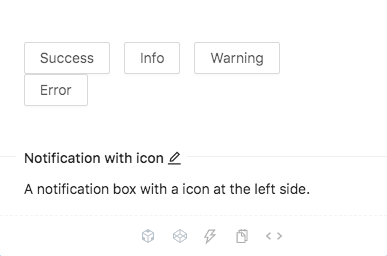 Success Info Warning
Error
Notification with icon
A notification box with a icon at the left side.